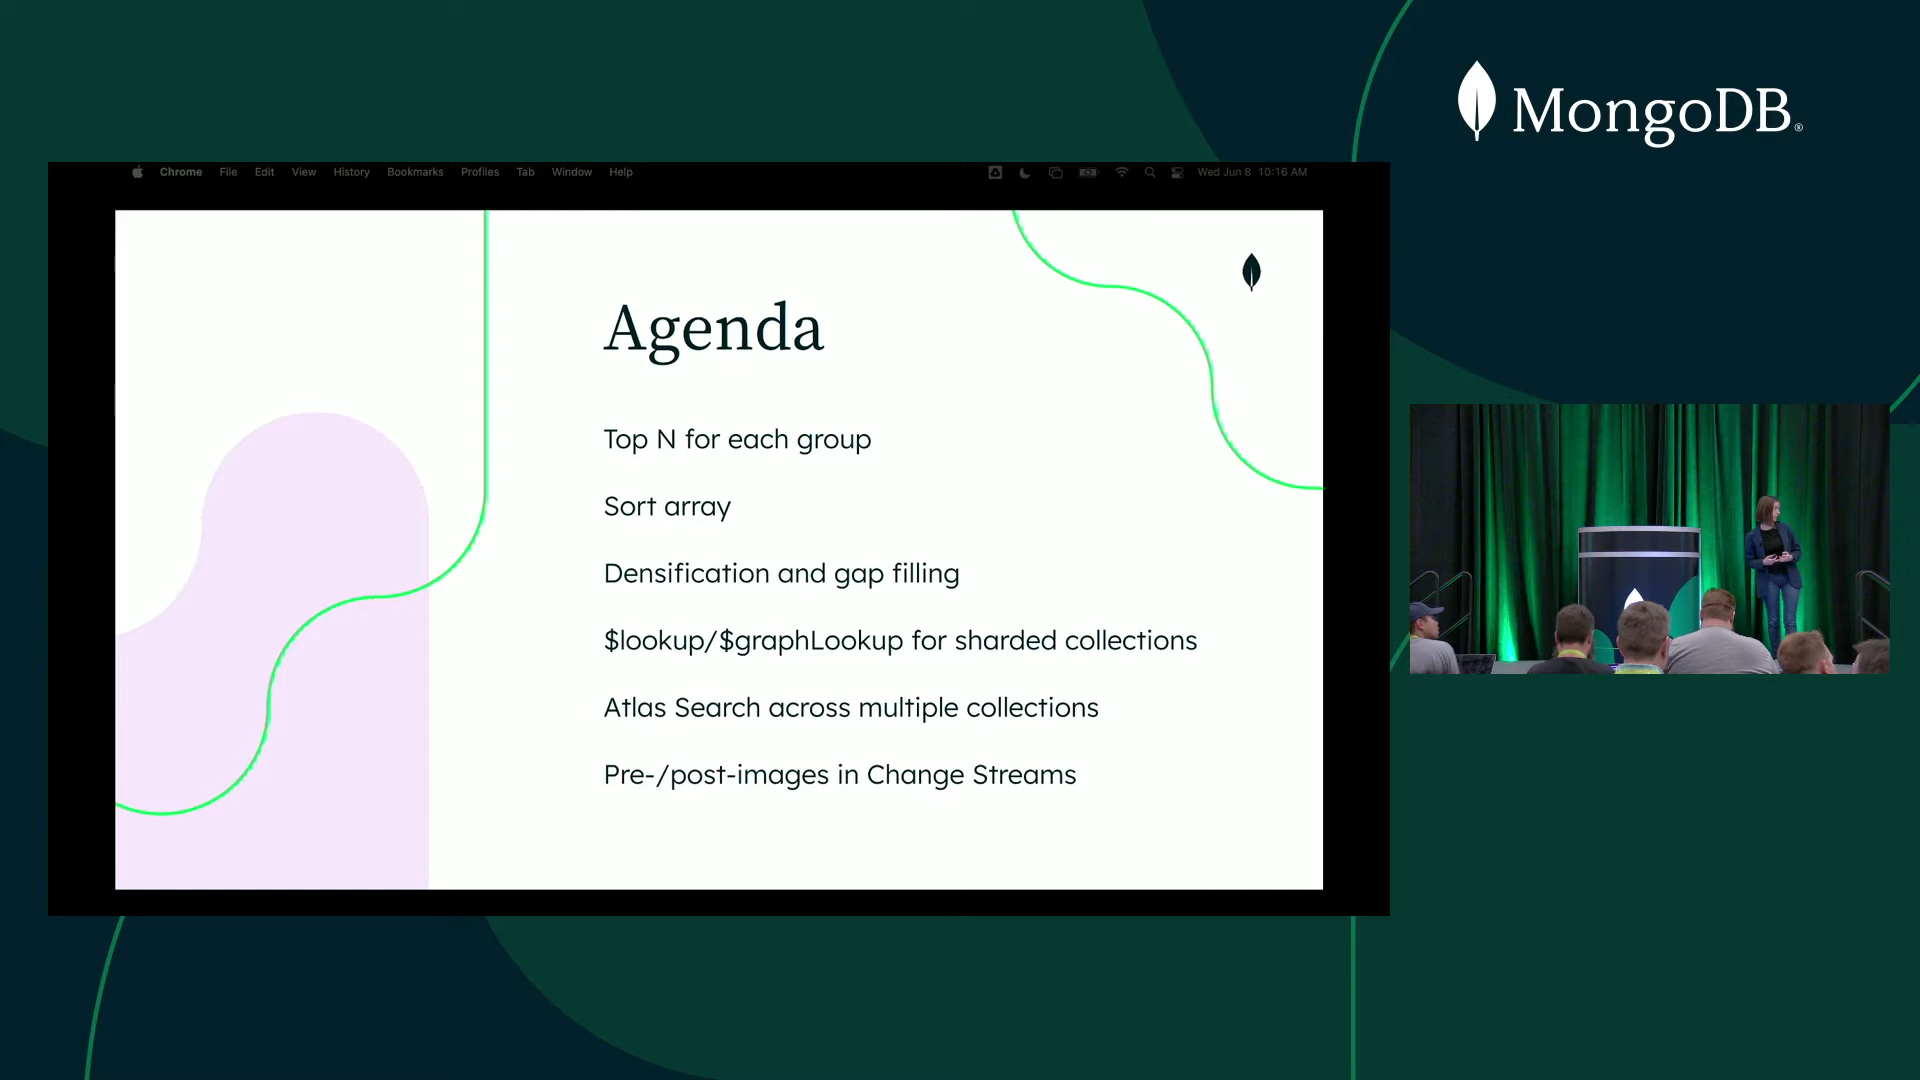 MongoDB®
Chrome File Edit View History Bookmarks Profiles Tab Window Help Wed Jun 8 10:16 AM
Agenda
Top N for each group
Sort array
Densification and gap filling
$lookup/$graphLookup for sharded collections
Atlas Search across multiple collections
Pre-/post-images in Change Streams